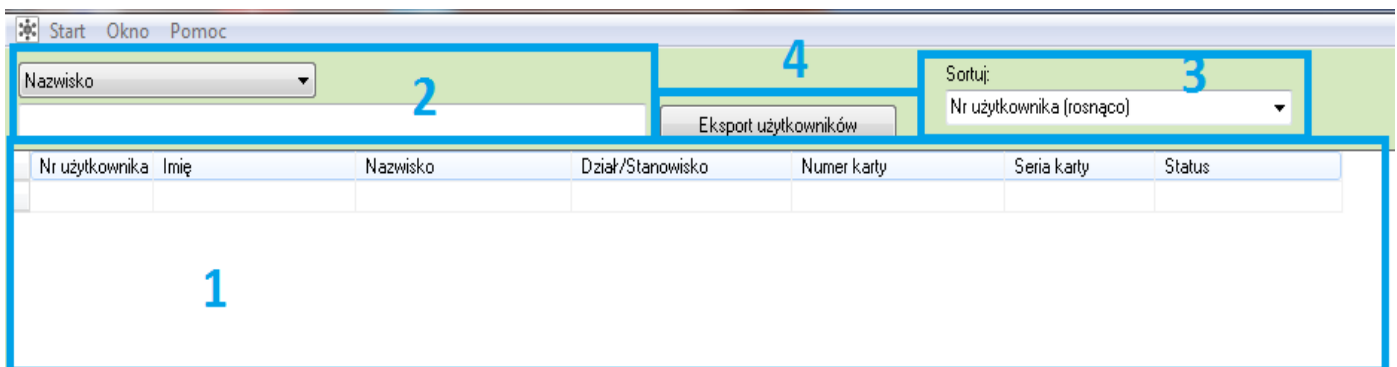 Start Okno Pomoc
4
Nazwisko
2
Sortuj:
3
Nr użytkownika (rosnąco)
Eksport użytkowników
Nr użytkownika Imię Nazwisko Dział/Stanowisko Numer karty Seria karty Status
1